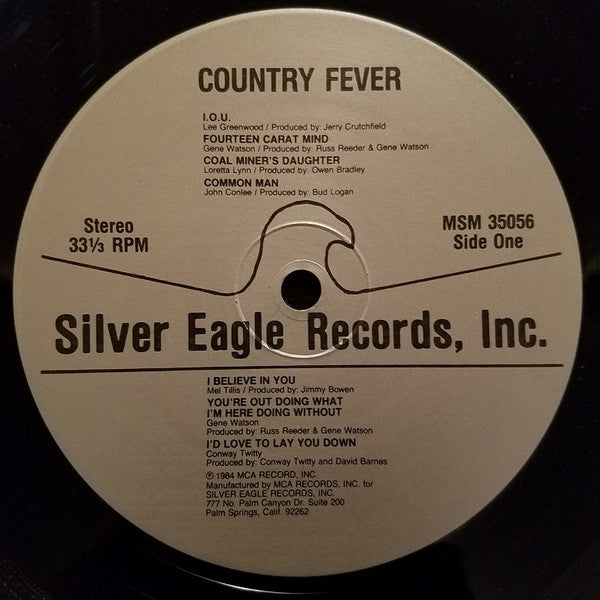 COUNTRY FEVER
I.O.U.
Lee Greenwood / Produced by: Jerry Crutchfield
FOURTEEN CARAT MIND
Gene Watson / Produced by: Russ Reeder & Gene Watson
COAL MINER'S DAUGHTER
Loretta Lynn / Produced by: Owen Bradley
COMMON MAN
John Conlee / Produced by: Bud Logan
Stereo
33⅓ RPM
MSM 35056
Side One
Silver Eagle Records, Inc.
I BELIEVE IN YOU
Mel Tillis / Produced by: Jimmy Bowen
YOU'RE OUT DOING WHAT
I'M HERE DOING WITHOUT
Gene Watson
Produced by: Russ Reeder & Gene Watson
I'D LOVE TO LAY YOU DOWN
Conway Twitty
Produced by: Conway Twitty and David Barnes
℗ 1984 MCA RECORD, INC.
Manufactured by MCA RECORDS, INC. for
SILVER EAGLE RECORDS, INC.
777 No. Palm Canyon Dr. Suite 200
Palm Springs, Calif. 92262